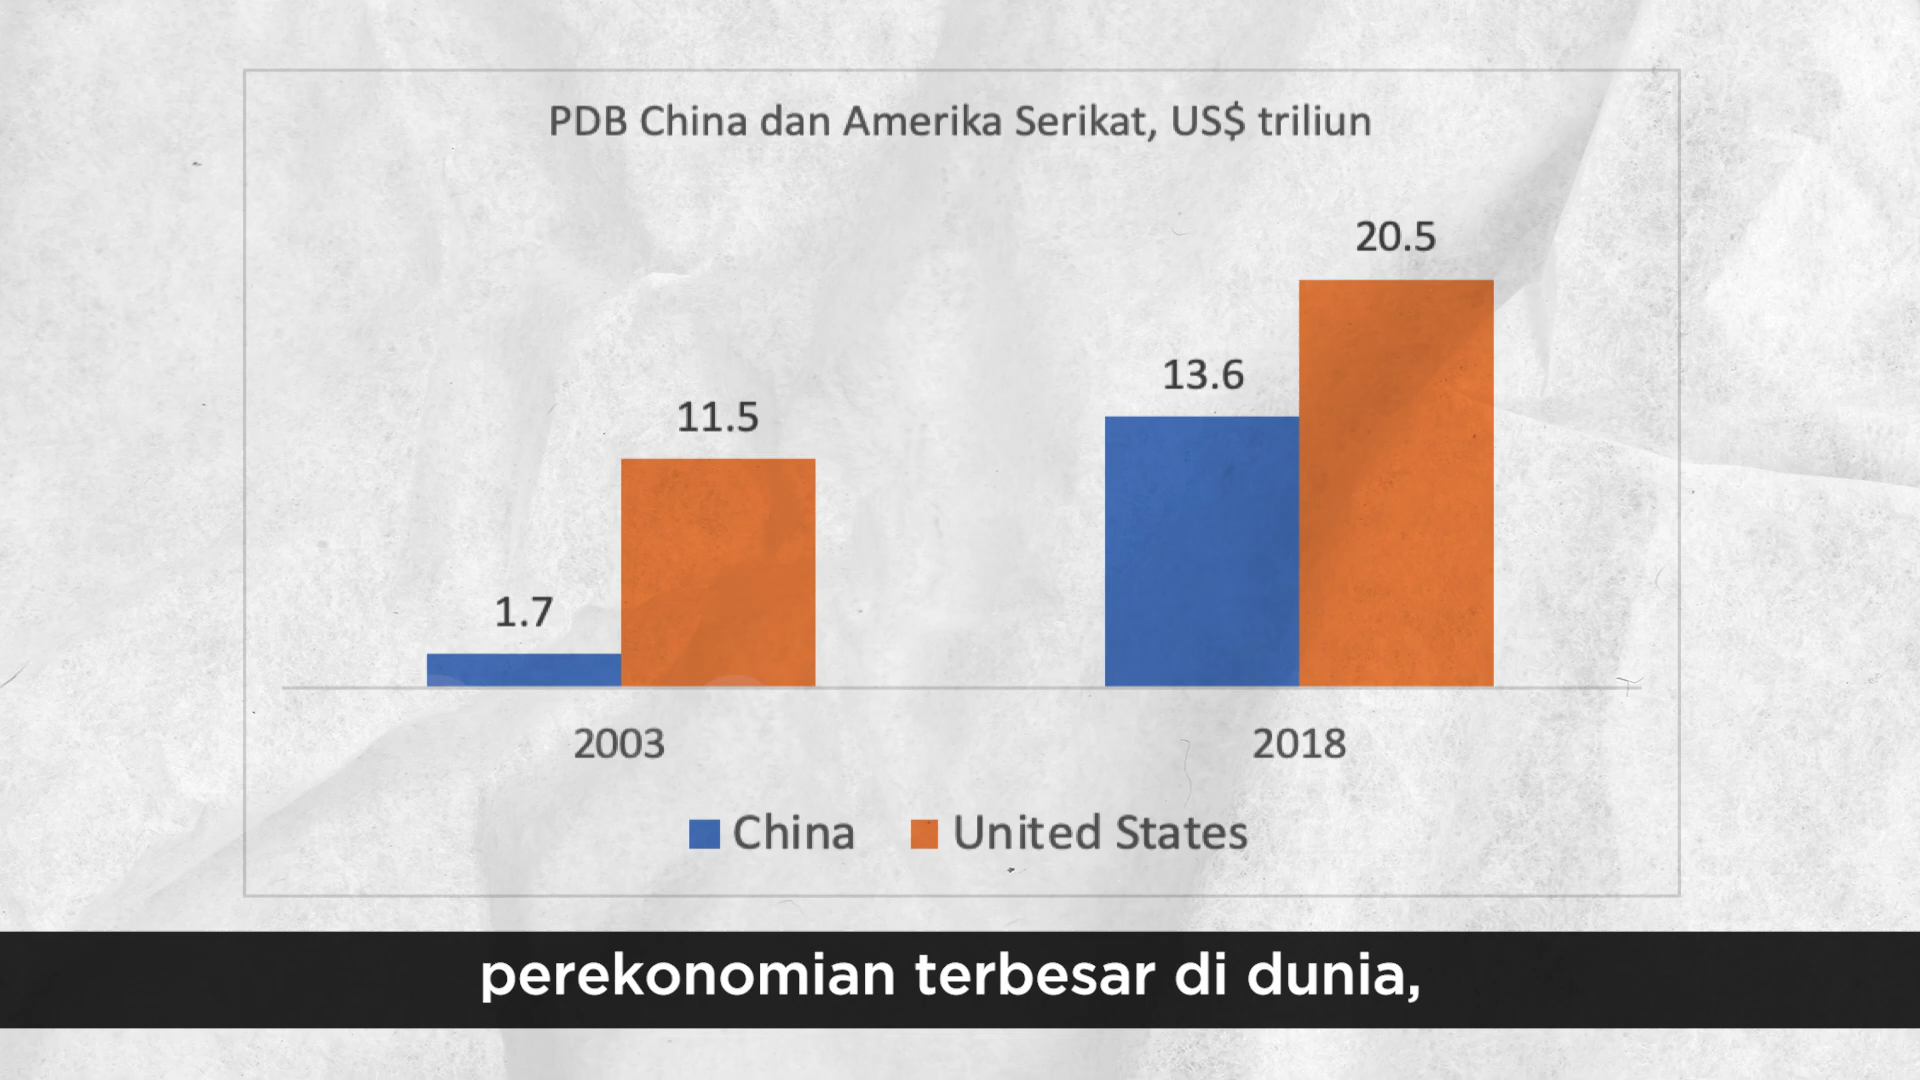 PDB China dan Amerika Serikat, US$ triliun
20.5
13.6
11.5
1.7
2003 2018
China United States
perekonomian terbesar di dunia,